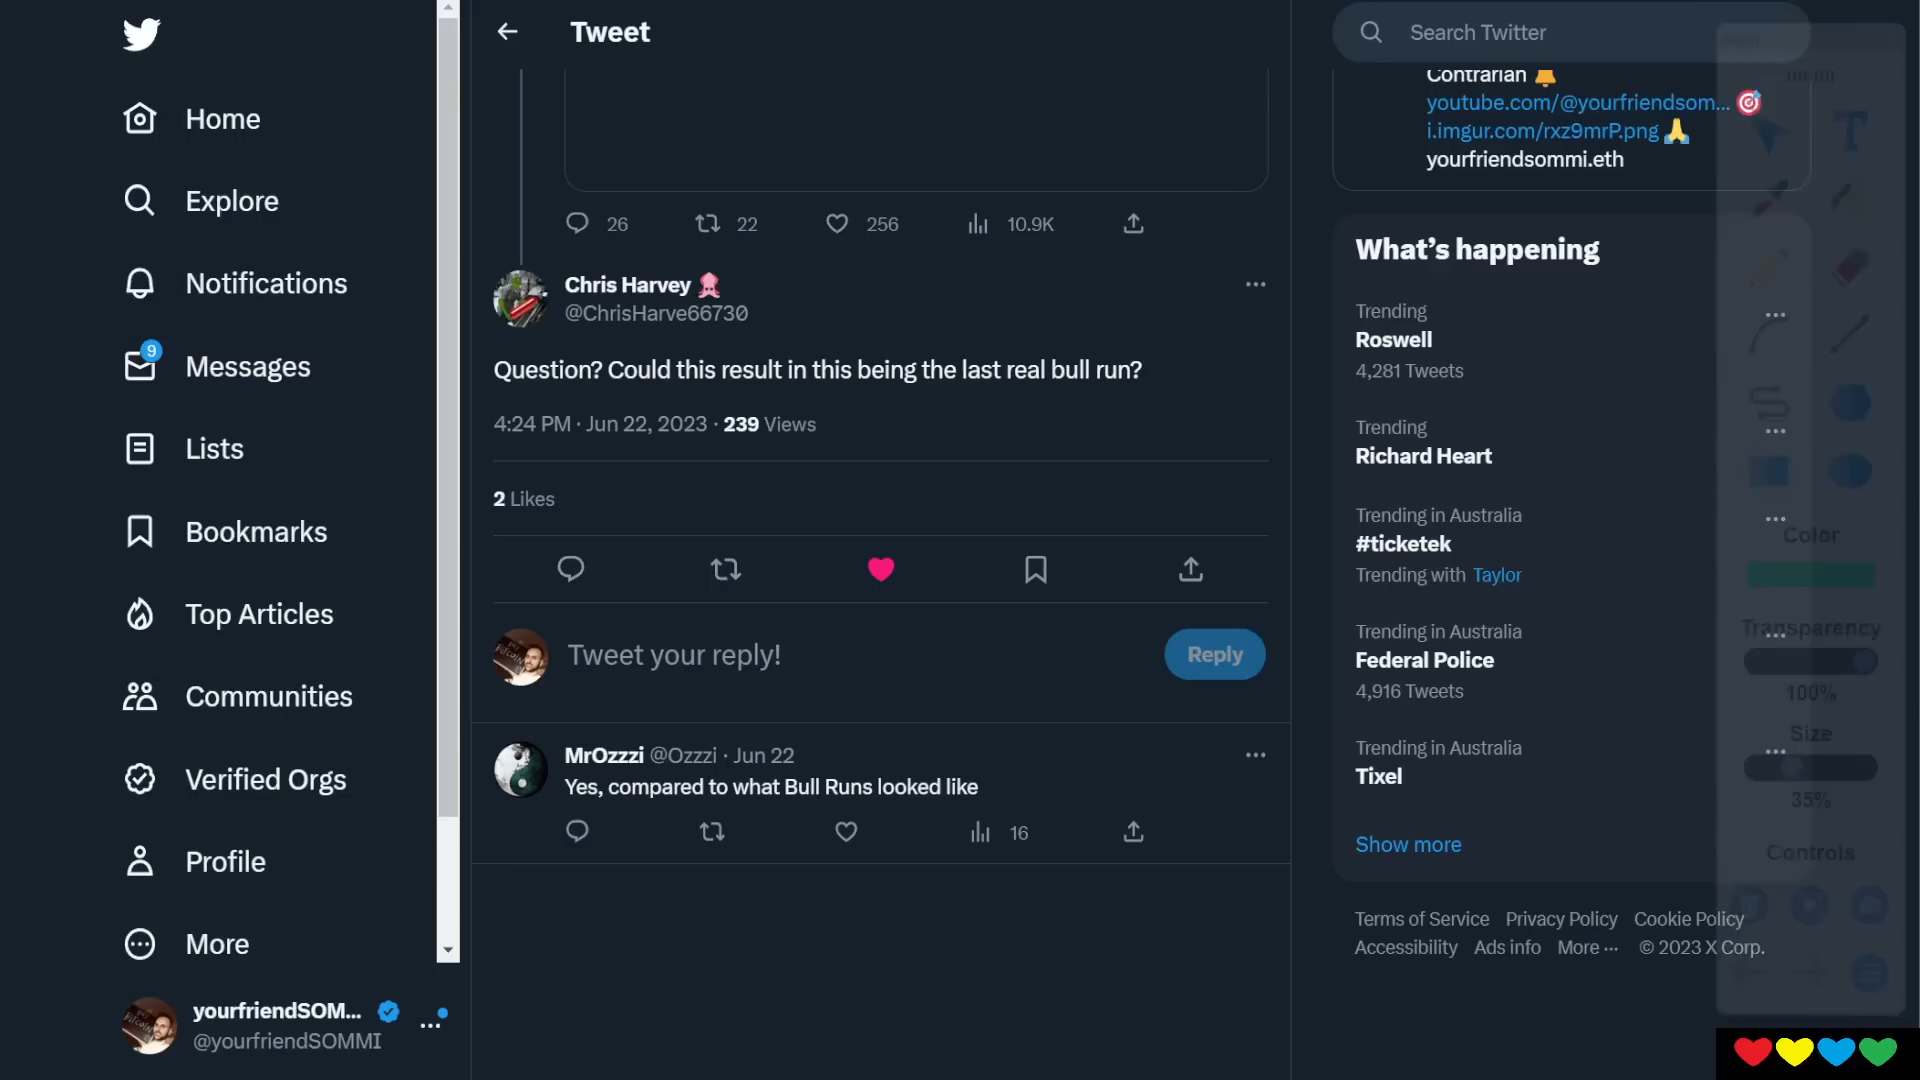 Home
Explore
Notifications
9
Messages
Lists
Bookmarks
Top Articles
Communities
Verified Orgs
Profile
More
yourfriendSOM...
@yourfriendSOMMI
Tweet
26 22 256 10.9K
Chris Harvey
@ChrisHarve66730
Question? Could this result in this being the last real bull run?
4:24 PM · Jun 22, 2023 · 239 Views
2 Likes
Tweet your reply!
Reply
MrOzzzi @Ozzzi · Jun 22
Yes, compared to what Bull Runs looked like
16
Search Twitter
Contrarian
youtube.com/@yourfriendsom...
i.imgur.com/rxz9mrP.png
yourfriendsommi.eth
What's happening
Trending
Roswell
4,281 Tweets
Trending
Richard Heart
Trending in Australia
#ticketek
Trending with Taylor
Trending in Australia
Federal Police
4,916 Tweets
Trending in Australia
Tixel
Show more
Terms of Service Privacy Policy Cookie Policy
Accessibility Ads info More ··· © 2023 X Corp.
T
Color
Transparency
100%
Size
35%
Controls